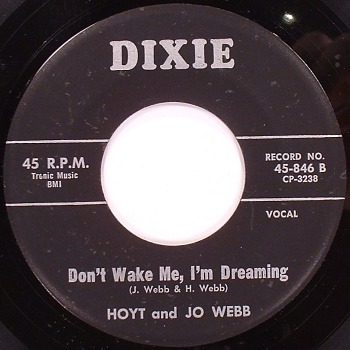 DIXIE
45 R.P.M.
Tronic Music
BMI
RECORD NO.
45-846 B
CP-3238
VOCAL
Don't Wake Me, I'm Dreaming
(J. Webb & H. Webb)
HOYT and JO WEBB